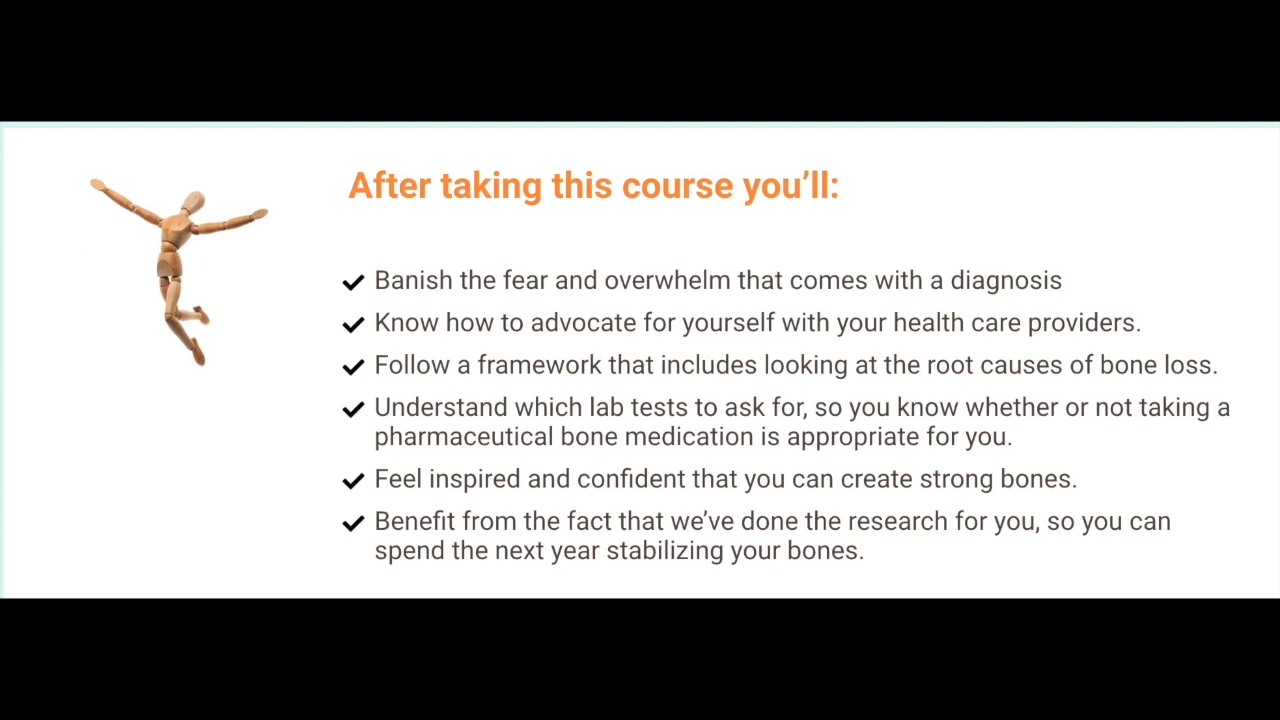 After taking this course you’ll:
Banish the fear and overwhelm that comes with a diagnosis
Know how to advocate for yourself with your health care providers.
Follow a framework that includes looking at the root causes of bone loss.
Understand which lab tests to ask for, so you know whether or not taking a
pharmaceutical bone medication is appropriate for you.
Feel inspired and confident that you can create strong bones.
Benefit from the fact that we’ve done the research for you, so you can
spend the next year stabilizing your bones.